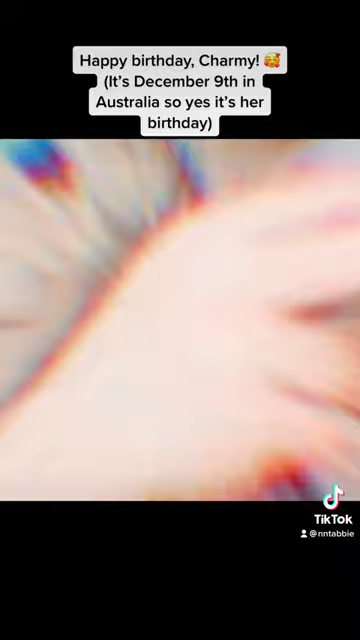 Happy birthday, Charmy! 🥰
(It's December 9th in
Australia so yes it's her
birthday)
TikTok
@nntabbie